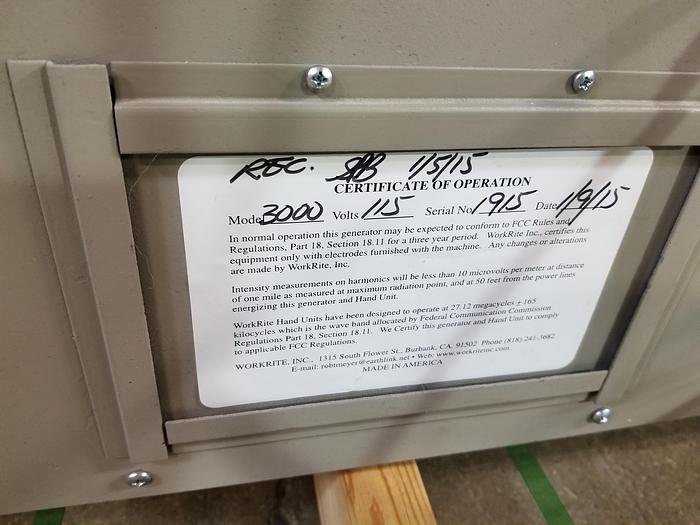 REC. 1/5/15
CERTIFICATE OF OPERATION
Model 3000 Volts 115 Serial No 1915 Date 1/9/15
In normal operation this generator may be expected to conform to FCC Rules and
Regulations, Part 18, Section 18.11 for a three year period. WorkRite Inc., certifies this
equipment only with electrodes furnished with the machine. Any changes or alterations
are made by WorkRite, Inc.
Intensity measurements on harmonics will be less than 10 microvolts per meter at distance
of one mile as measured at maximum radiation point, and at 50 feet from the power lines
energizing this generator and Hand Unit.
WorkRite Hand Units have been designed to operate at 27.12 megacycles ± 165
kilocycles which is the wave band allocated by Federal Communication Commission
Regulations Part 18, Section 18.11. We Certify this generator and Hand Unit to comply
to applicable FCC Regulations.
WORKRITE, INC., 1315 South Flower St., Burbank, CA. 91502 Phone (818) 241-3682
E-mail: robtmeyer@earthlink.net • Web: www.workriteinc.com
MADE IN AMERICA